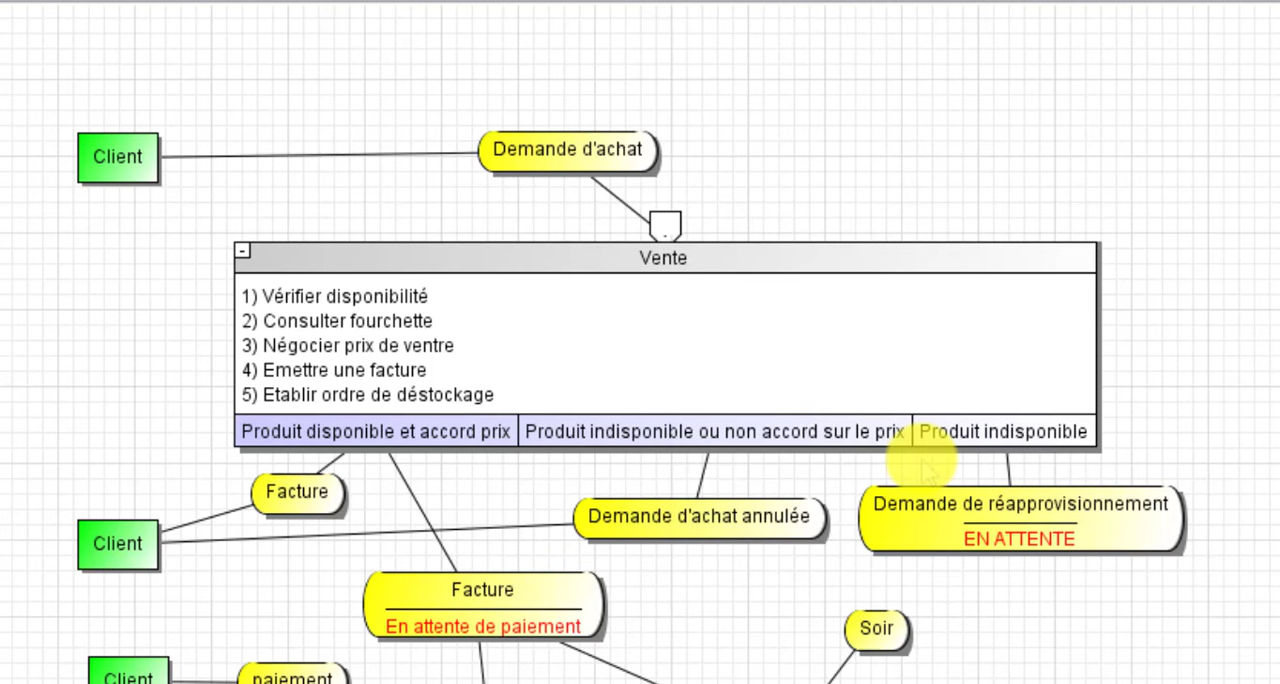 Client
Demande d'achat
.
-
Vente
1) Vérifier disponibilité
2) Consulter fourchette
3) Négocier prix de ventre
4) Emettre une facture
5) Etablir ordre de déstockage
Produit disponible et accord prix
Produit indisponible ou non accord sur le prix
Produit indisponible
Facture
Client
Demande d'achat annulée
Demande de réapprovisionnement
EN ATTENTE
Facture
En attente de paiement
Soir
Client
paiement